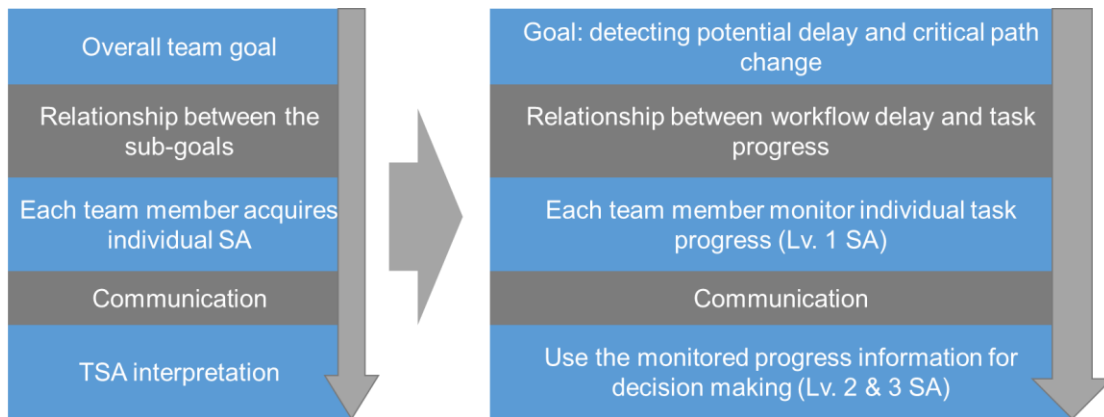 Overall team goal
Relationship between the
sub-goals
Each team member acquires
individual SA
Communication
TSA interpretation
Goal: detecting potential delay and critical path
change
Relationship between workflow delay and task
progress
Each team member monitor individual task
progress (Lv. 1 SA)
Communication
Use the monitored progress information for
decision making (Lv. 2 & 3 SA)